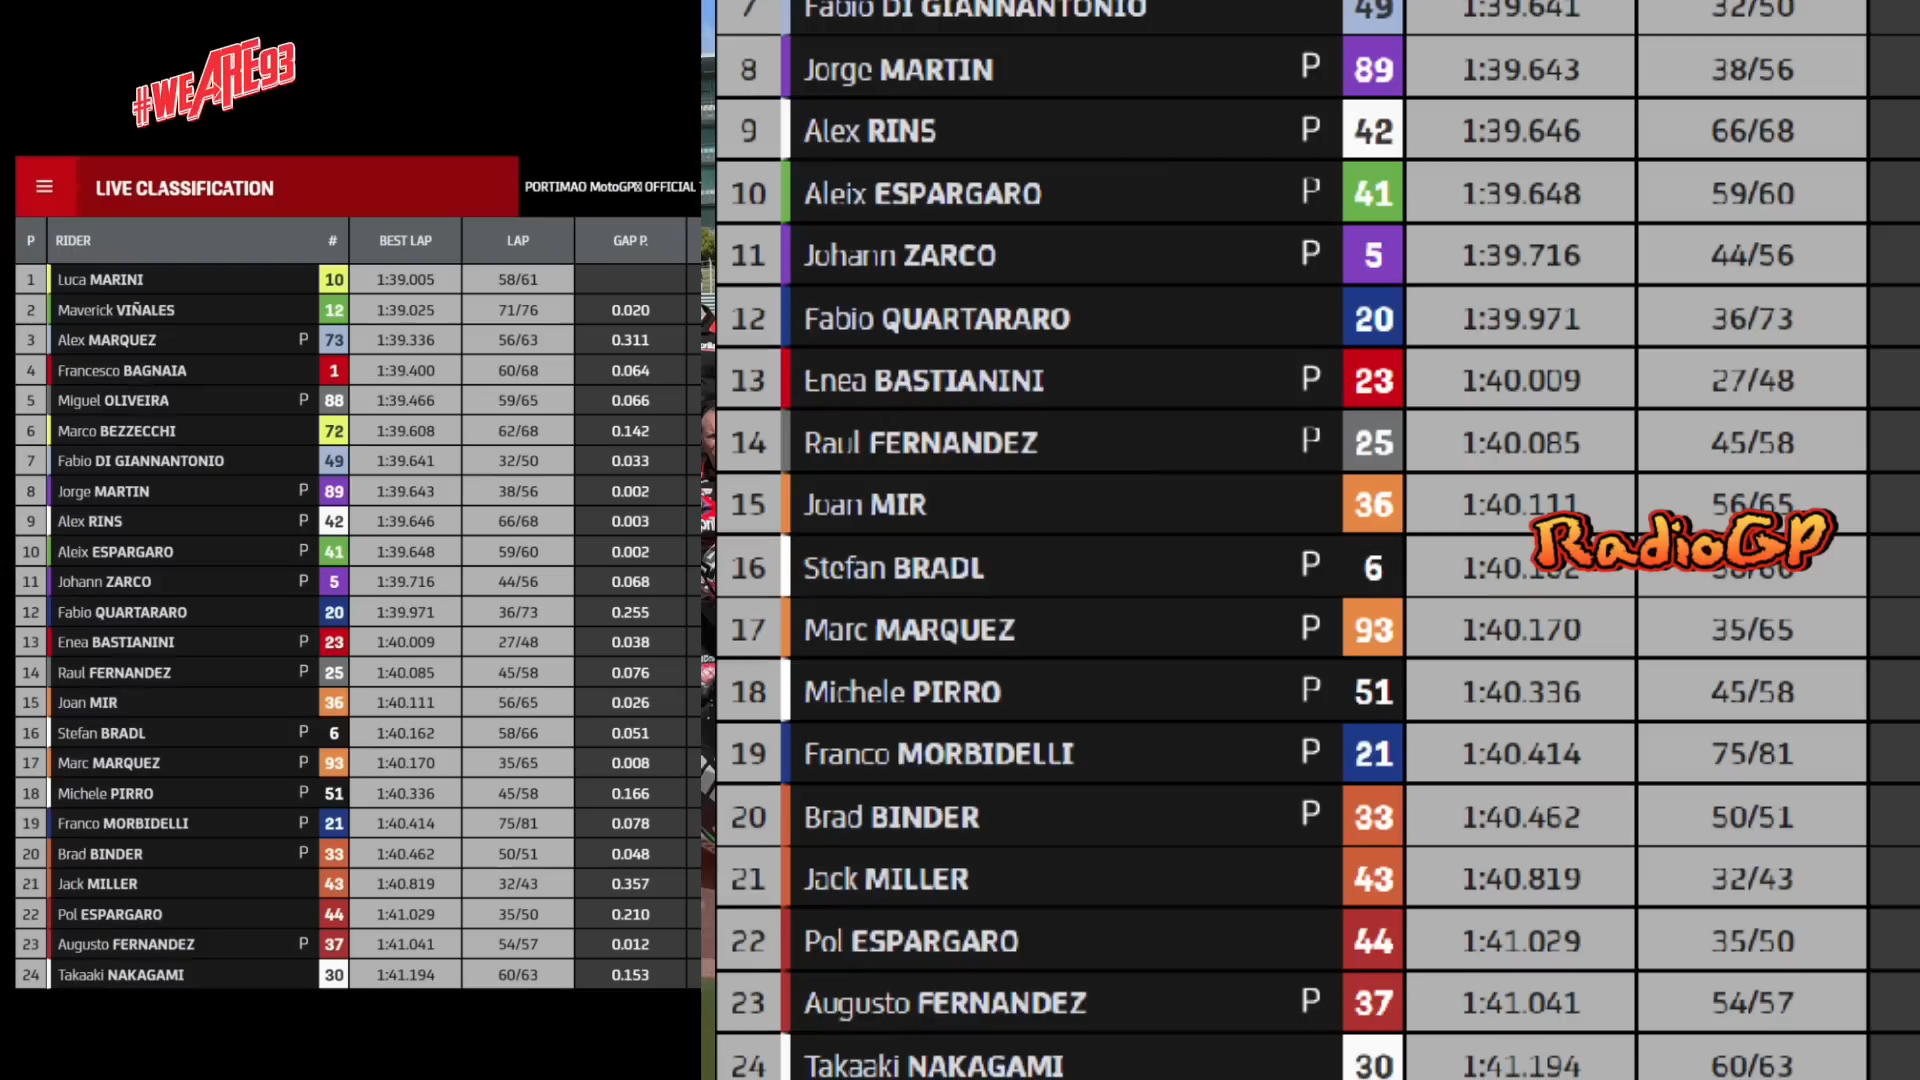 #WEARE93
LIVE CLASSIFICATION
PORTIMAO MotoGP OFFICIAL
P RIDER # BEST LAP LAP GAP P.
1 Luca MARINI 10 1:39.005 58/61
2 Maverick VIÑALES 12 1:39.025 71/76 0.020
3 Alex MARQUEZ P 73 1:39.336 56/63 0.311
4 Francesco BAGNAIA 1 1:39.400 60/68 0.064
5 Miguel OLIVEIRA P 88 1:39.466 59/65 0.066
6 Marco BEZZECCHI 72 1:39.608 62/68 0.142
7 Fabio DI GIANNANTONIO 49 1:39.641 32/50 0.033
8 Jorge MARTIN P 89 1:39.643 38/56 0.002
9 Alex RINS P 42 1:39.646 66/68 0.003
10 Aleix ESPARGARO P 41 1:39.648 59/60 0.002
11 Johann ZARCO P 5 1:39.716 44/56 0.068
12 Fabio QUARTARARO 20 1:39.971 36/73 0.255
13 Enea BASTIANINI P 23 1:40.009 27/48 0.038
14 Raul FERNANDEZ P 25 1:40.085 45/58 0.076
15 Joan MIR 36 1:40.111 56/65 0.026
16 Stefan BRADL P 6 1:40.162 58/66 0.051
17 Marc MARQUEZ P 93 1:40.170 35/65 0.008
18 Michele PIRRO P 51 1:40.336 45/58 0.166
19 Franco MORBIDELLI P 21 1:40.414 75/81 0.078
20 Brad BINDER P 33 1:40.462 50/51 0.048
21 Jack MILLER 43 1:40.819 32/43 0.357
22 Pol ESPARGARO 44 1:41.029 35/50 0.210
23 Augusto FERNANDEZ P 37 1:41.041 54/57 0.012
24 Takaaki NAKAGAMI 30 1:41.194 60/63 0.153
7 Fabio DI GIANNANTONIO 49 1:39.641 32/50
8 Jorge MARTIN P 89 1:39.643 38/56
9 Alex RINS P 42 1:39.646 66/68
10 Aleix ESPARGARO P 41 1:39.648 59/60
11 Johann ZARCO P 5 1:39.716 44/56
12 Fabio QUARTARARO 20 1:39.971 36/73
13 Enea BASTIANINI P 23 1:40.009 27/48
14 Raul FERNANDEZ P 25 1:40.085 45/58
15 Joan MIR 36 1:40.111 56/65
RadioGP
16 Stefan BRADL P 6
17 Marc MARQUEZ P 93 1:40.170 35/65
18 Michele PIRRO P 51 1:40.336 45/58
19 Franco MORBIDELLI P 21 1:40.414 75/81
20 Brad BINDER P 33 1:40.462 50/51
21 Jack MILLER 43 1:40.819 32/43
22 Pol ESPARGARO 44 1:41.029 35/50
23 Augusto FERNANDEZ P 37 1:41.041 54/57
24 Takaaki NAKAGAMI 30 1:41.194 60/63